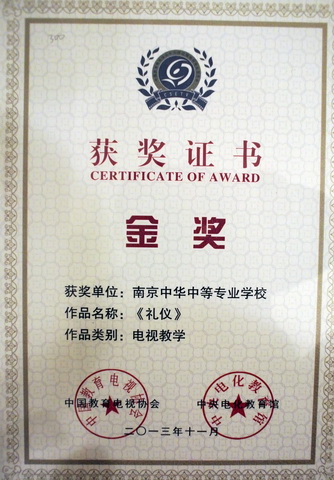 获奖证书
CERTIFICATE OF AWARD
金奖
获奖单位：南京中华中等专业学校
作品名称：《礼仪》
作品类别：电视教学
中国教育电视协会 中央电化教育馆
二〇一三年十一月